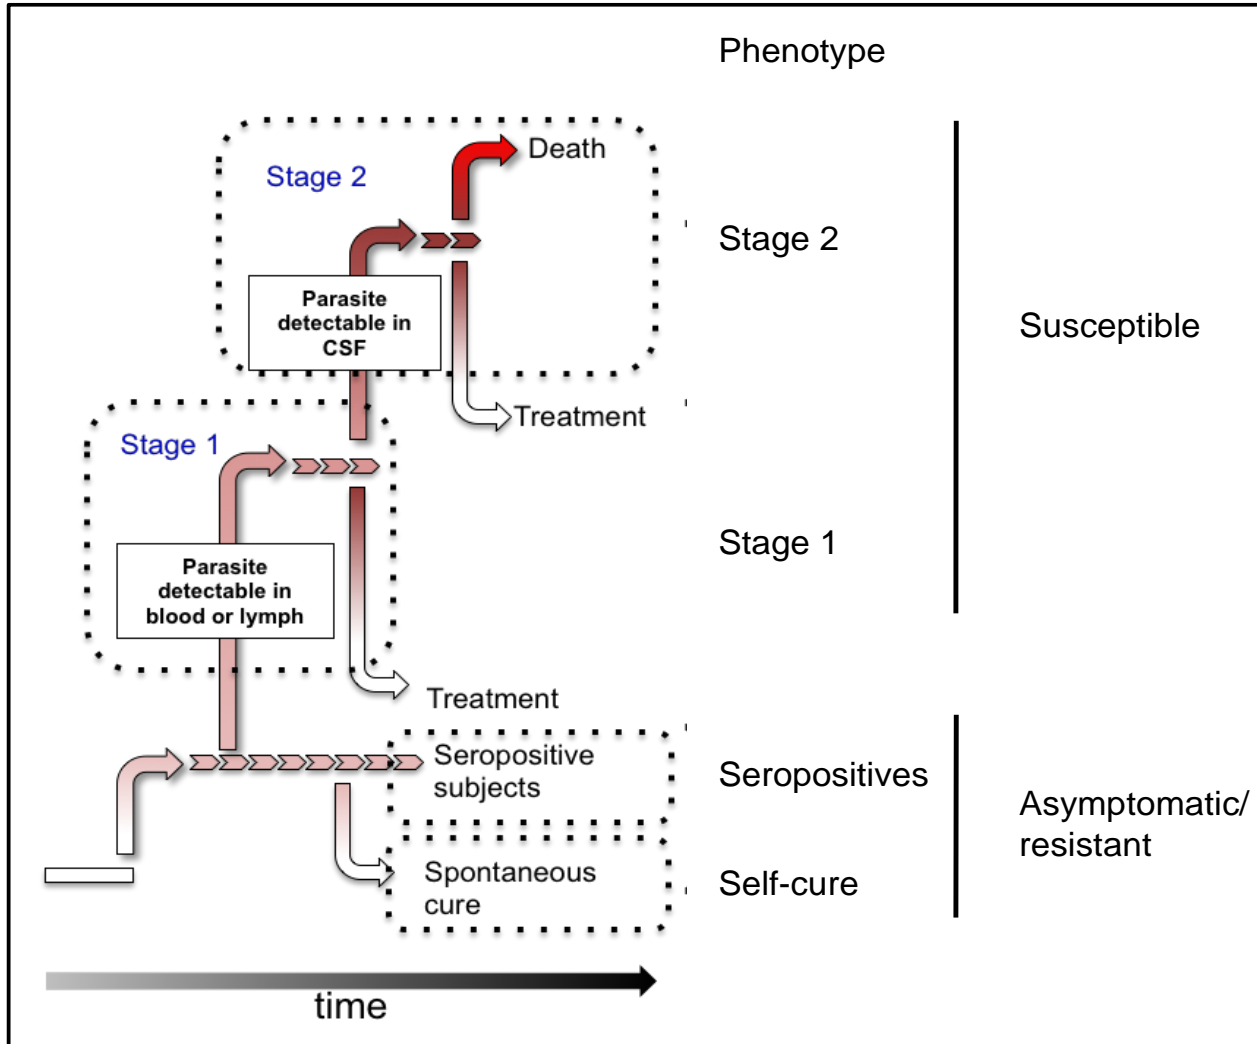 Phenotype
Death
Stage 2
Stage 2
Parasite
detectable in
CSF
Susceptible
Treatment
Stage 1
Stage 1
Parasite
detectable in
blood or lymph
Treatment
Seropositive
subjects
Seropositives
Asymptomatic/
resistant
Spontaneous
cure
Self-cure
time